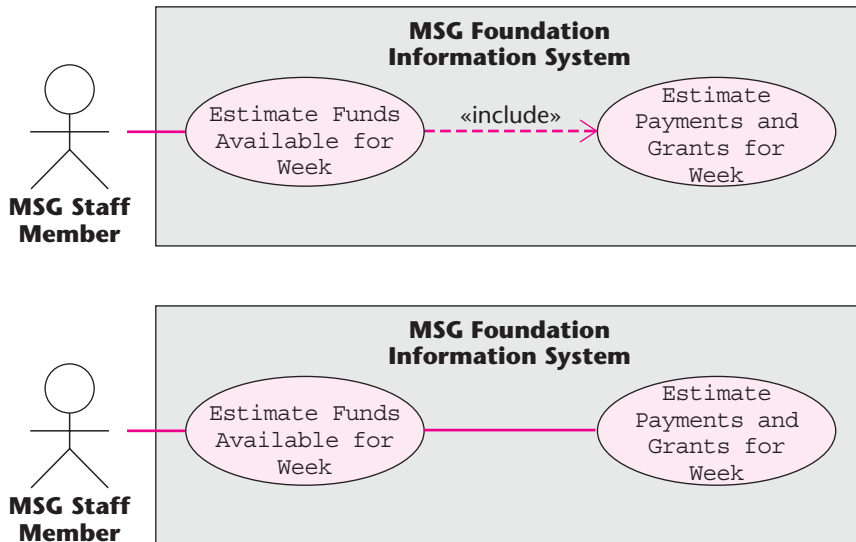 MSG Foundation
Information System
Estimate Funds
Available for
Week
«include»
Estimate
Payments and
Grants for
Week
MSG Staff
Member
MSG Foundation
Information System
Estimate Funds
Available for
Week
Estimate
Payments and
Grants for
Week
MSG Staff
Member